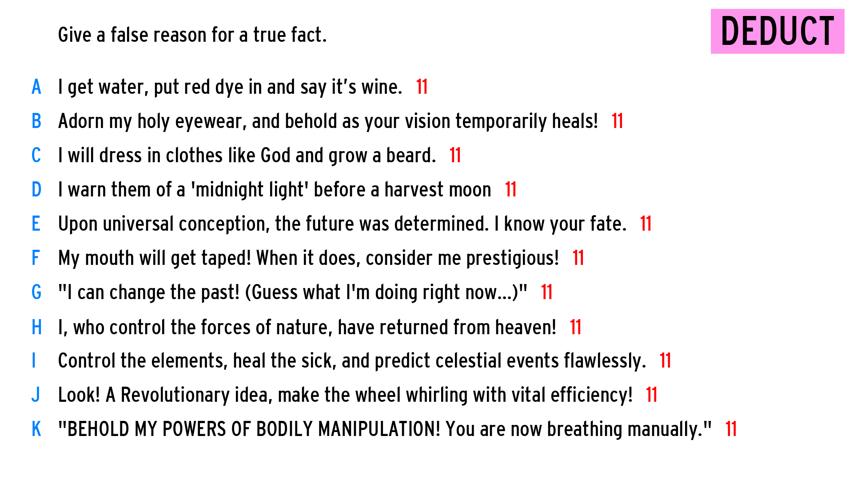 Give a false reason for a true fact.
DEDUCT
A I get water, put red dye in and say it's wine. 11
B Adorn my holy eyewear, and behold as your vision temporarily heals! 11
C I will dress in clothes like God and grow a beard. 11
D I warn them of a 'midnight light' before a harvest moon 11
E Upon universal conception, the future was determined. I know your fate. 11
F My mouth will get taped! When it does, consider me prestigious! 11
G "I can change the past! (Guess what I'm doing right now...)" 11
H I, who control the forces of nature, have returned from heaven! 11
I Control the elements, heal the sick, and predict celestial events flawlessly. 11
J Look! A Revolutionary idea, make the wheel whirling with vital efficiency! 11
K "BEHOLD MY POWERS OF BODILY MANIPULATION! You are now breathing manually." 11